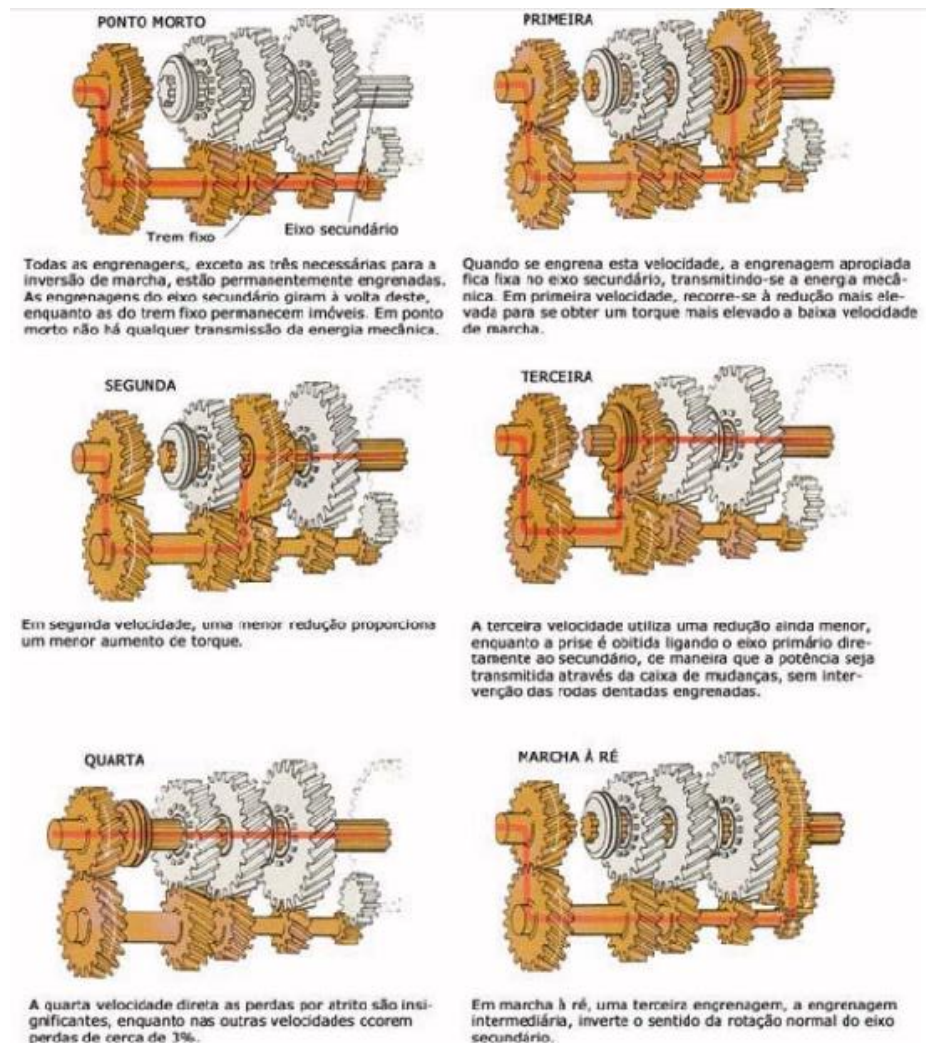 PONTO MORTO
Trem fixo
Eixo secundário
Todas as engrenagens, exceto as três necessárias para a
inversão de marcha, estão permanentemente engrenadas.
As engrenagens do eixo secundário giram à volta deste,
enquanto as do trem fixo permanecem imóveis. Em ponto
morto não há qualquer transmissão da energia mecânica.
PRIMEIRA
Quando se engrena esta velocidade, a engrenagem apropiada
fica fixa no eixo secundário, transmitindo-se a energia mecâ-
nica. Em primeira velocidade, recorre-se à redução mais ele-
vada para se obter um torque mais elevado a baixa velocidade
de marcha.
SEGUNDA
Em segunda velocidade, uma menor redução proporciona
um menor aumento de torque.
TERCEIRA
A terceira velocidade utiliza uma redução ainda menor,
enquanto a prise é obitida ligando o eixo primário dire-
tamente ao secundário, de maneira que a potência seja
transmitida através da caixa de mudanças, sem inter-
venção das rodas dentadas engrenadas.
QUARTA
A quarta velocidade direta as perdas por atrito são insi-
gnificantes, enquanto nas outras velocidades ocorem
perdas de cerca de 3%.
MARCHA À RÉ
Em marcha à ré, uma terceira engrenagem, a engrenagem
intermediária, inverte o sentido da rotação normal do eixo
secundário.